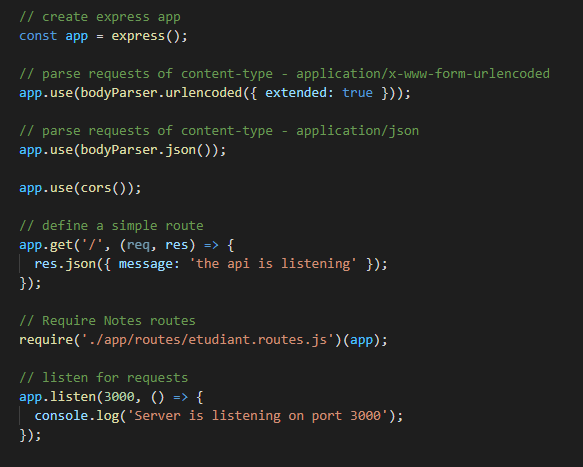 // create express app
const app = express();
// parse requests of content-type - application/x-www-form-urlencoded
app.use(bodyParser.urlencoded({ extended: true }));
// parse requests of content-type - application/json
app.use(bodyParser.json());
app.use(cors());
// define a simple route
app.get('/', (req, res) => {
  res.json({ message: 'the api is listening' });
});
// Require Notes routes
require('./app/routes/etudiant.routes.js')(app);
// listen for requests
app.listen(3000, () => {
  console.log('Server is listening on port 3000');
});